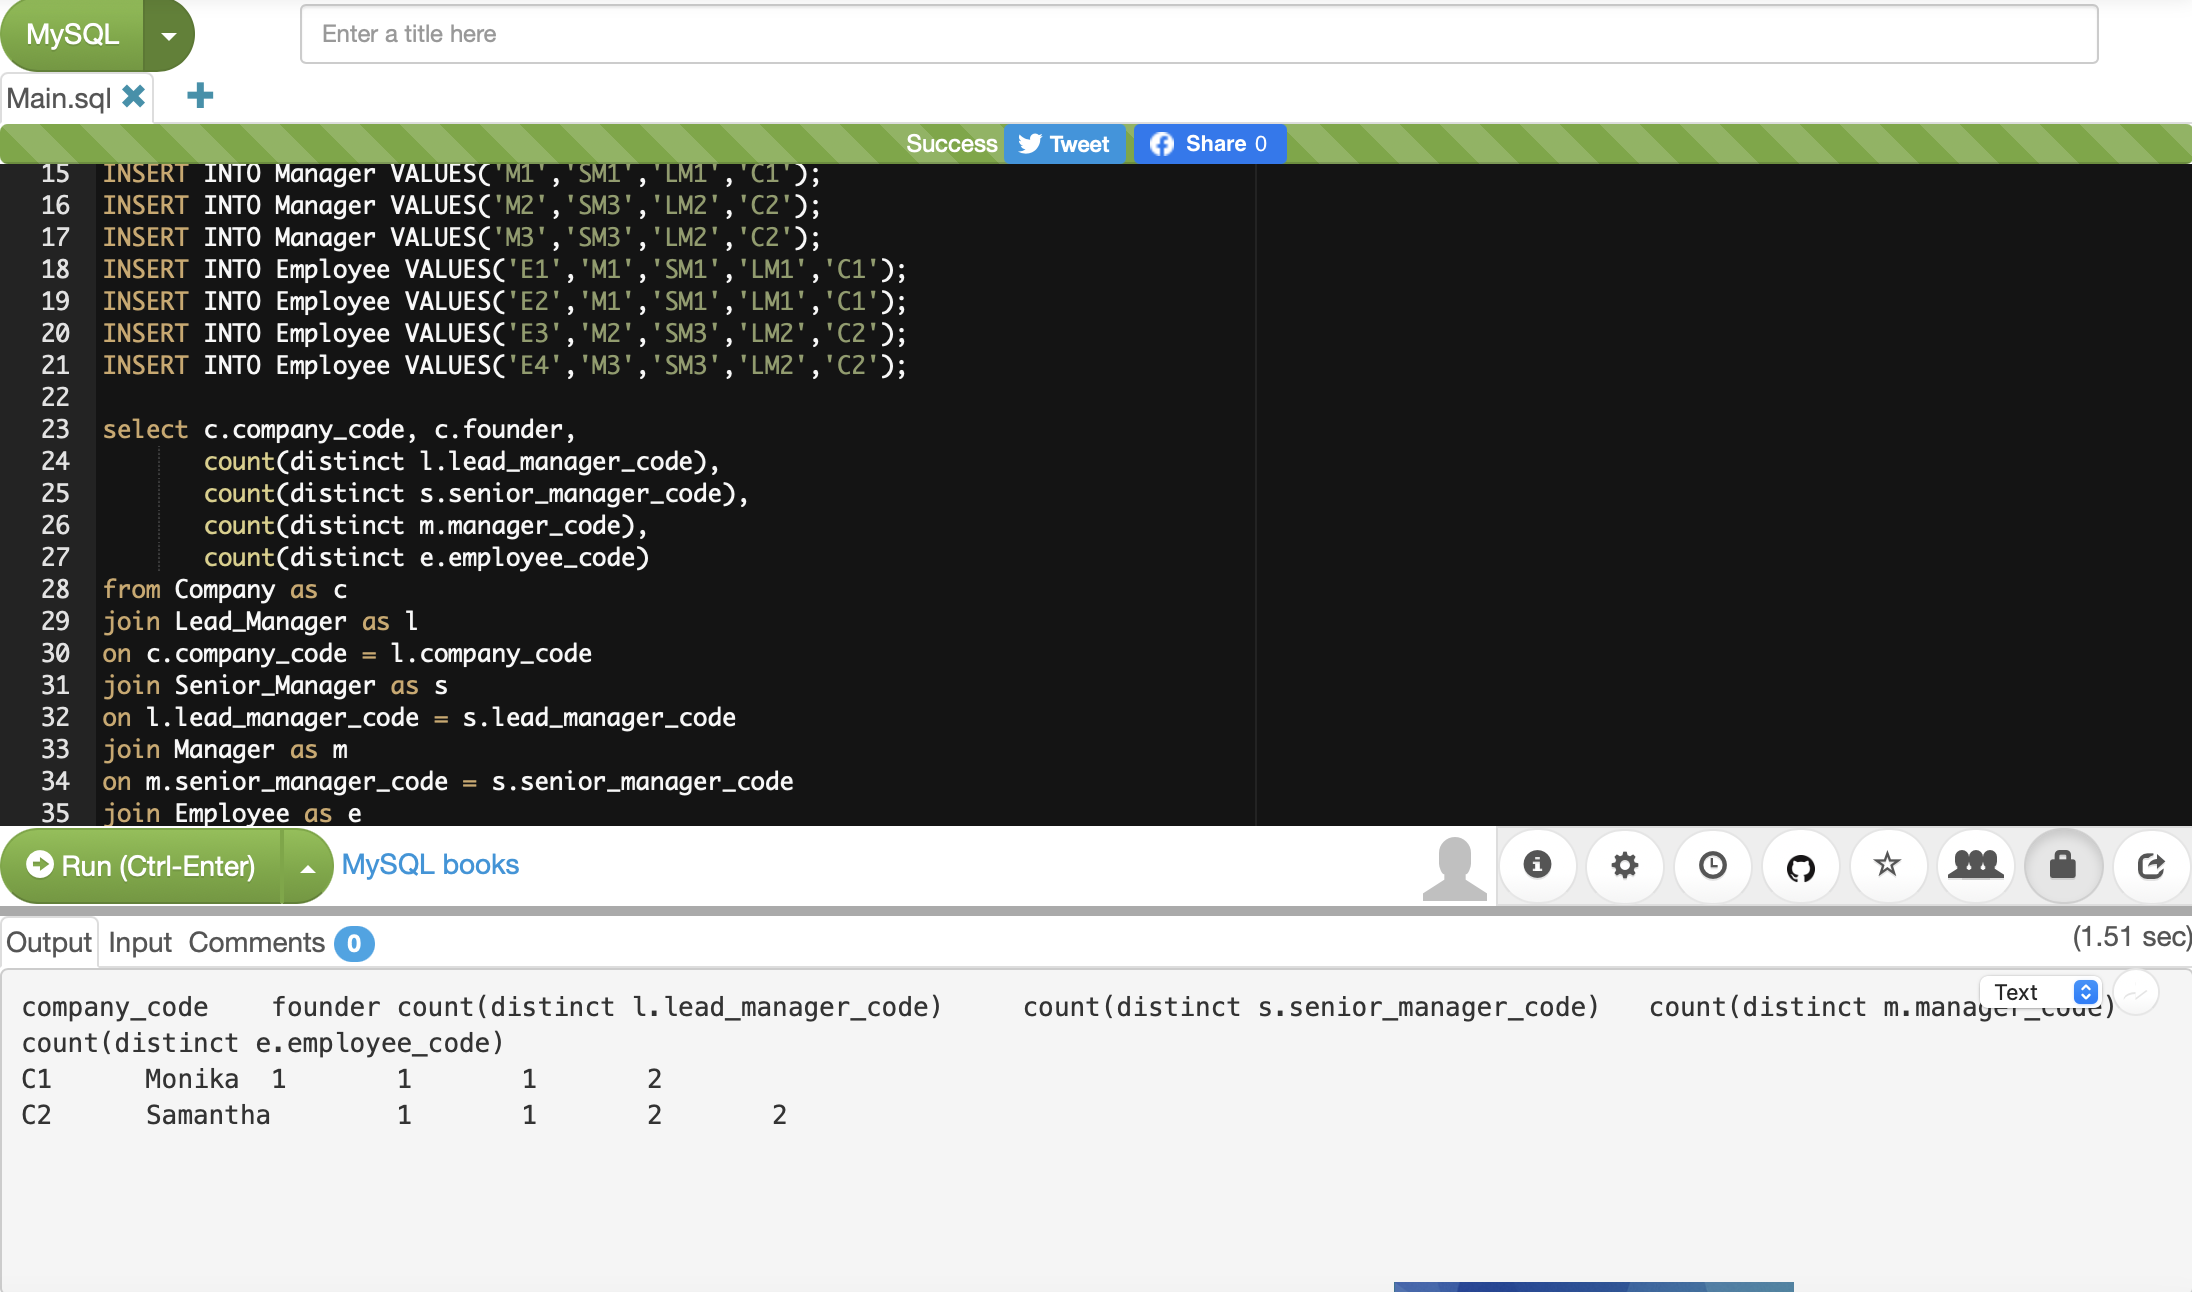 MySQL
Enter a title here
Main.sql
Success Tweet Share 0
15 INSERT INTO Manager VALUES('M1','SM1','LM1','C1');
16 INSERT INTO Manager VALUES('M2','SM3','LM2','C2');
17 INSERT INTO Manager VALUES('M3','SM3','LM2','C2');
18 INSERT INTO Employee VALUES('E1','M1','SM1','LM1','C1');
19 INSERT INTO Employee VALUES('E2','M1','SM1','LM1','C1');
20 INSERT INTO Employee VALUES('E3','M2','SM3','LM2','C2');
21 INSERT INTO Employee VALUES('E4','M3','SM3','LM2','C2');
22
23 select c.company_code, c.founder,
24 count(distinct l.lead_manager_code),
25 count(distinct s.senior_manager_code),
26 count(distinct m.manager_code),
27 count(distinct e.employee_code)
28 from Company as c
29 join Lead_Manager as l
30 on c.company_code = l.company_code
31 join Senior_Manager as s
32 on l.lead_manager_code = s.lead_manager_code
33 join Manager as m
34 on m.senior_manager_code = s.senior_manager_code
35 join Employee as e
Run (Ctrl-Enter) MySQL books
Output Input Comments 0 (1.51 sec)
Text
company_code founder count(distinct l.lead_manager_code) count(distinct s.senior_manager_code) count(distinct m.manager_code)
count(distinct e.employee_code)
C1 Monika 1 1 1 2
C2 Samantha 1 1 2 2